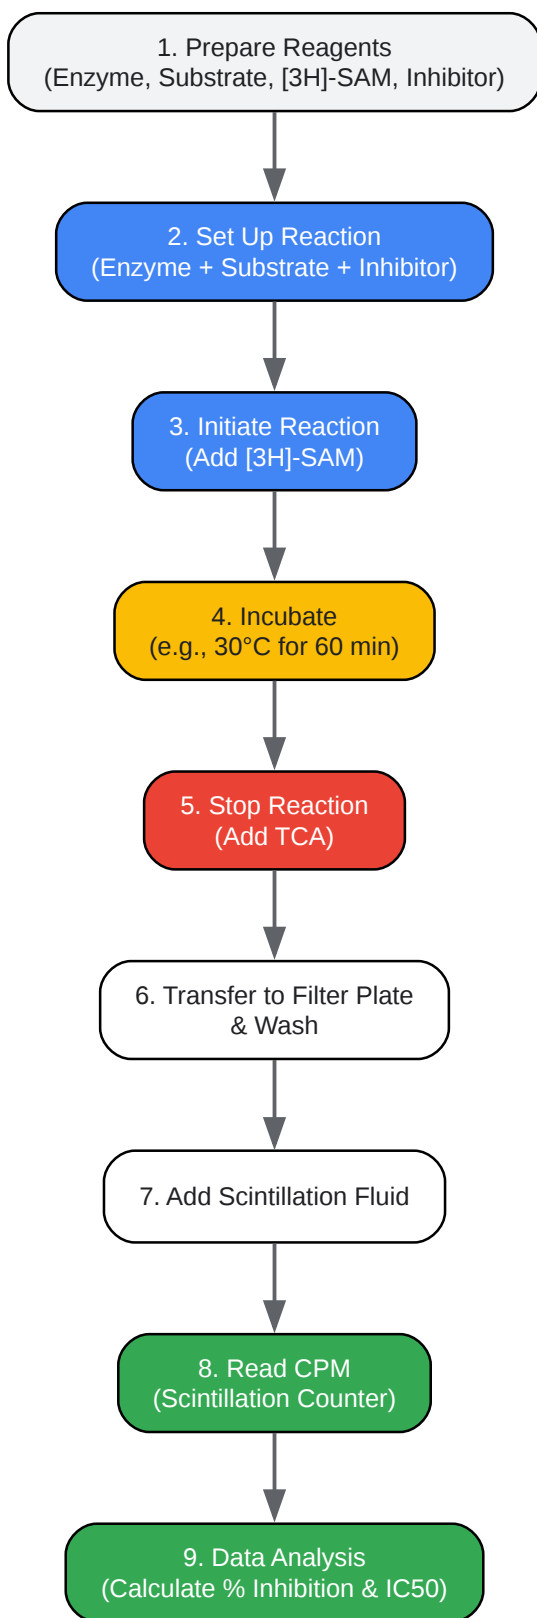 1. Prepare Reagents
(Enzyme, Substrate, [3H]-SAM, Inhibitor)
2. Set Up Reaction
(Enzyme + Substrate + Inhibitor)
3. Initiate Reaction
(Add [3H]-SAM)
4. Incubate
(e.g., 30°C for 60 min)
5. Stop Reaction
(Add TCA)
6. Transfer to Filter Plate
& Wash
7. Add Scintillation Fluid
8. Read CPM
(Scintillation Counter)
9. Data Analysis
(Calculate % Inhibition & IC50)